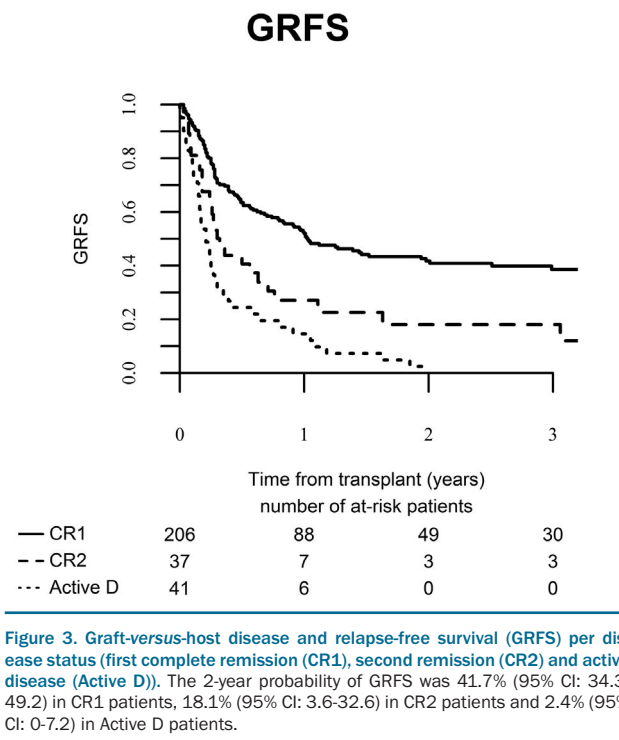 GRFS
1.0
0.8
0.6
0.4
0.2
0.0
GRFS
0 1 2 3
Time from transplant (years)
number of at-risk patients
CR1 206 88 49 30
CR2 37 7 3 3
Active D 41 6 0 0
Figure 3. Graft-versus-host disease and relapse-free survival (GRFS) per dis
ease status (first complete remission (CR1), second remission (CR2) and activ
disease (Active D)). The 2-year probability of GRFS was 41.7% (95% CI: 34.3
49.2) in CR1 patients, 18.1% (95% CI: 3.6-32.6) in CR2 patients and 2.4% (95%
CI: 0-7.2) in Active D patients.